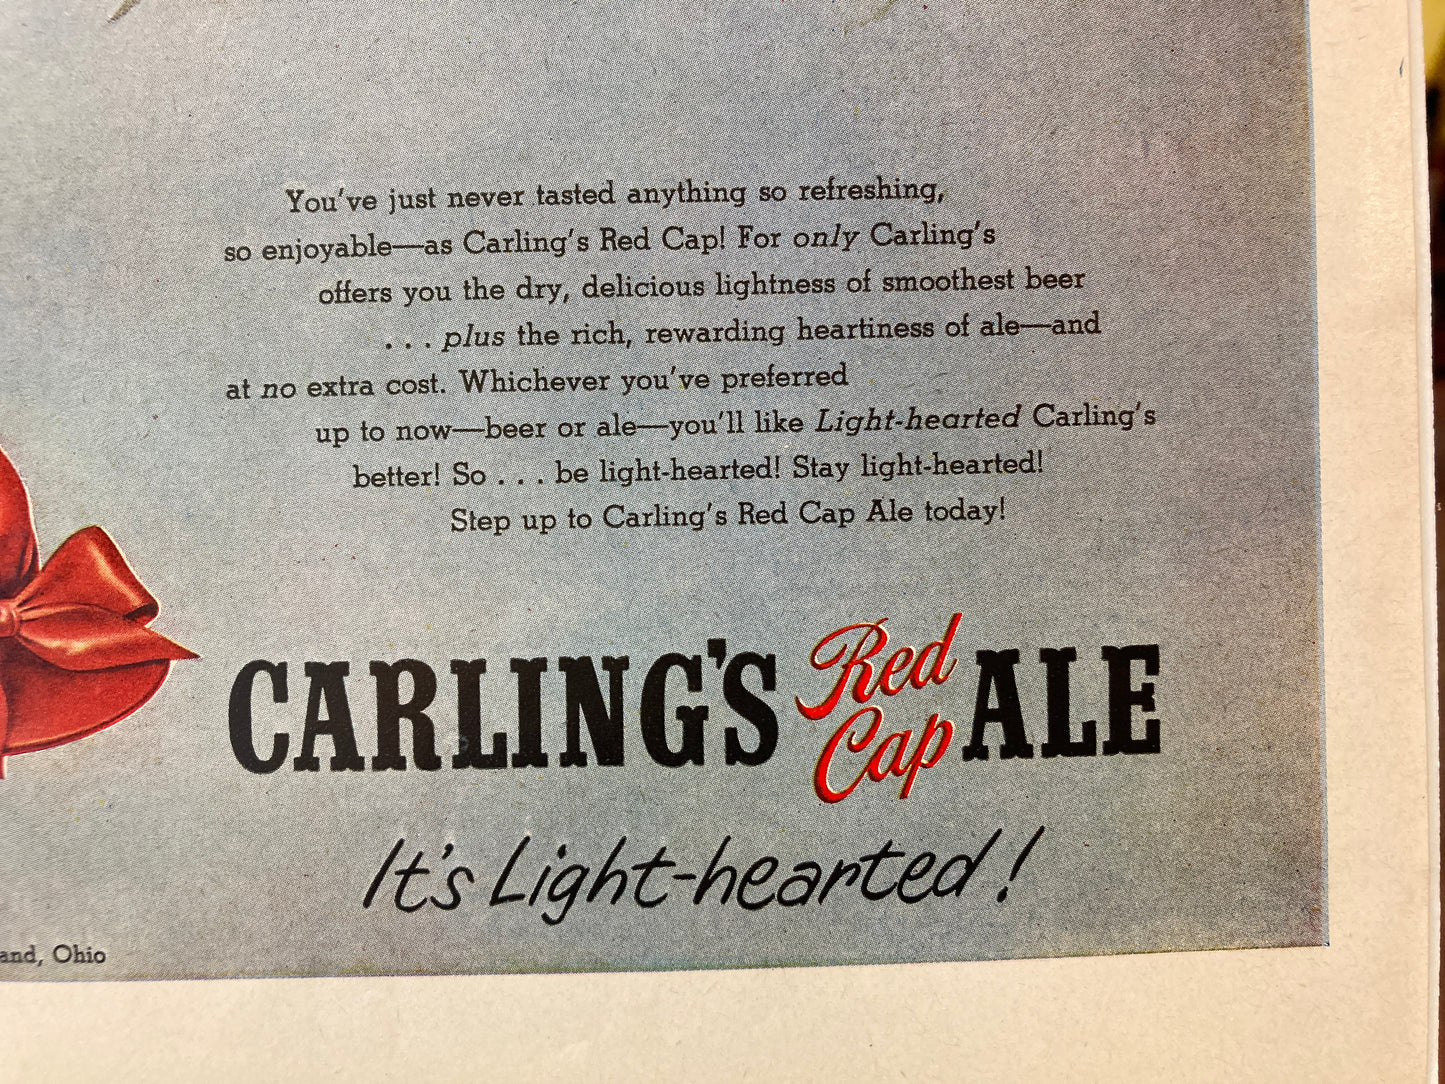 You've just never tasted anything so refreshing,
so enjoyable—as Carling's Red Cap! For only Carling's
offers you the dry, delicious lightness of smoothest beer
. . . plus the rich, rewarding heartiness of ale—and
at no extra cost. Whichever you've preferred
up to now—beer or ale—you'll like Light-hearted Carling's
better! So . . . be light-hearted! Stay light-hearted!
Step up to Carling's Red Cap Ale today!
CARLING'S Red Cap ALE
It's Light-hearted!
and, Ohio